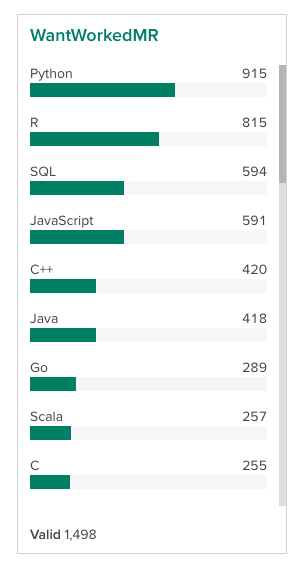 WantWorkedMR
Python 915
R 815
SQL 594
JavaScript 591
C++ 420
Java 418
Go 289
Scala 257
C 255
Valid 1,498